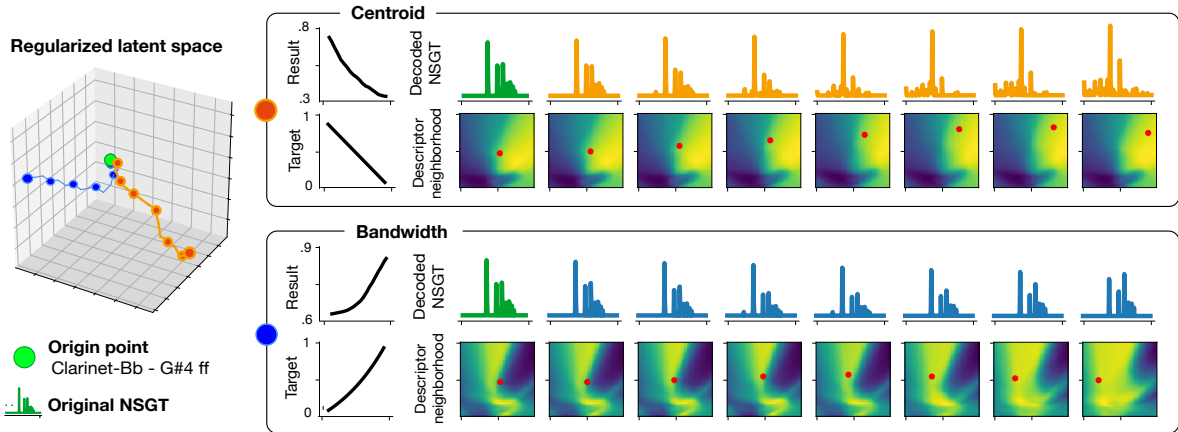 Regularized latent space
Origin point
Clarinet-Bb - G#4 ff
Original NSGT
Centroid
.8
Result
.3
1
Target
0
Decoded
NSGT
Descriptor
neighborhood
Bandwidth
.9
Result
.6
1
Target
0
Decoded
NSGT
Descriptor
neighborhood